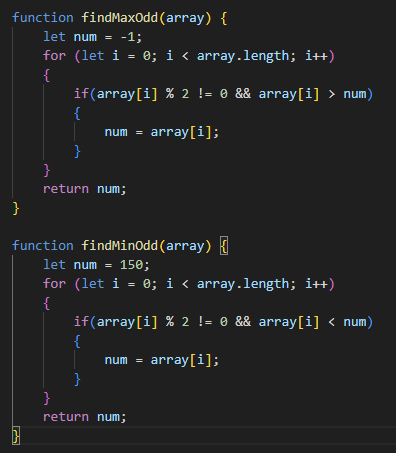 function findMaxOdd(array) {
    let num = -1;
    for (let i = 0; i < array.length; i++)
    {
        if(array[i] % 2 != 0 && array[i] > num)
        {
            num = array[i];
        }
    }
    return num;
}

function findMinOdd(array) {
    let num = 150;
    for (let i = 0; i < array.length; i++)
    {
        if(array[i] % 2 != 0 && array[i] < num)
        {
            num = array[i];
        }
    }
    return num;
}